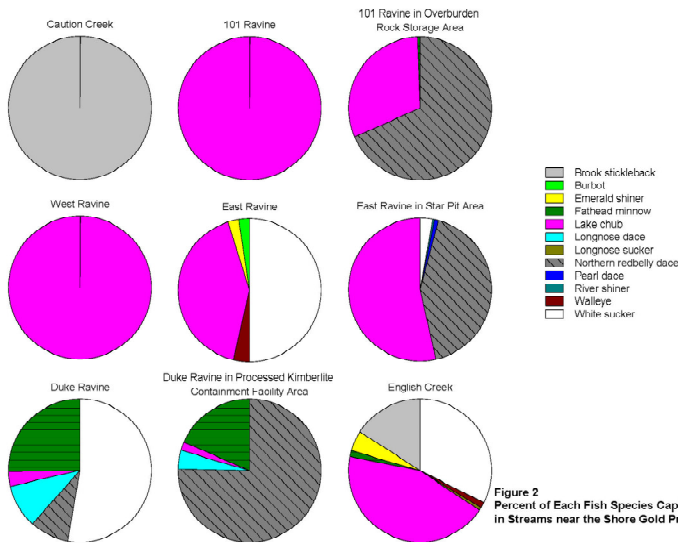 Caution Creek
101 Ravine
101 Ravine in Overburden
Rock Storage Area
West Ravine
East Ravine
East Ravine in Star Pit Area
Brook stickleback
Burbot
Emerald shiner
Fathead minnow
Lake chub
Longnose dace
Longnose sucker
Northern redbelly dace
Pearl dace
River shiner
Walleye
White sucker
Duke Ravine
Duke Ravine in Processed Kimberlite
Containment Facility Area
English Creek
Figure 2
Percent of Each Fish Species Cap
in Streams near the Shore Gold Pr